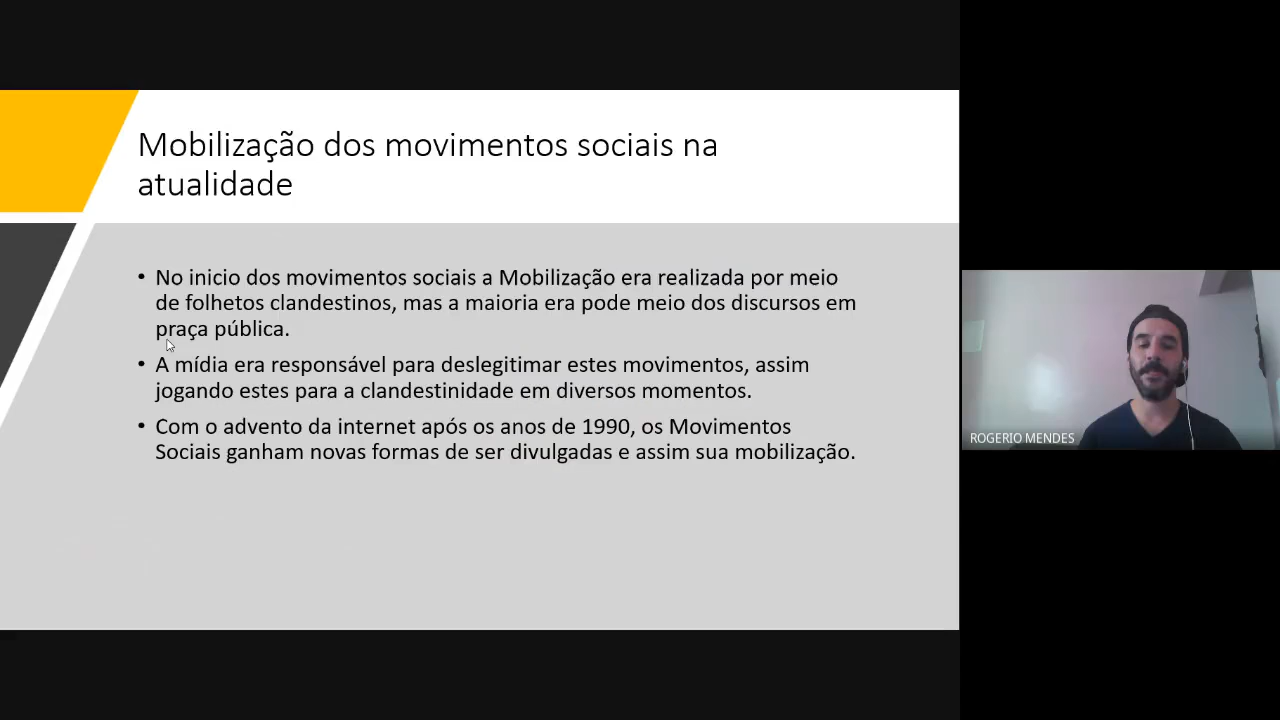 Mobilização dos movimentos sociais na
atualidade
• No inicio dos movimentos sociais a Mobilização era realizada por meio
de folhetos clandestinos, mas a maioria era pode meio dos discursos em
praça pública.
• A mídia era responsável para deslegitimar estes movimentos, assim
jogando estes para a clandestinidade em diversos momentos.
• Com o advento da internet após os anos de 1990, os Movimentos
Sociais ganham novas formas de ser divulgadas e assim sua mobilização.
ROGERIO MENDES